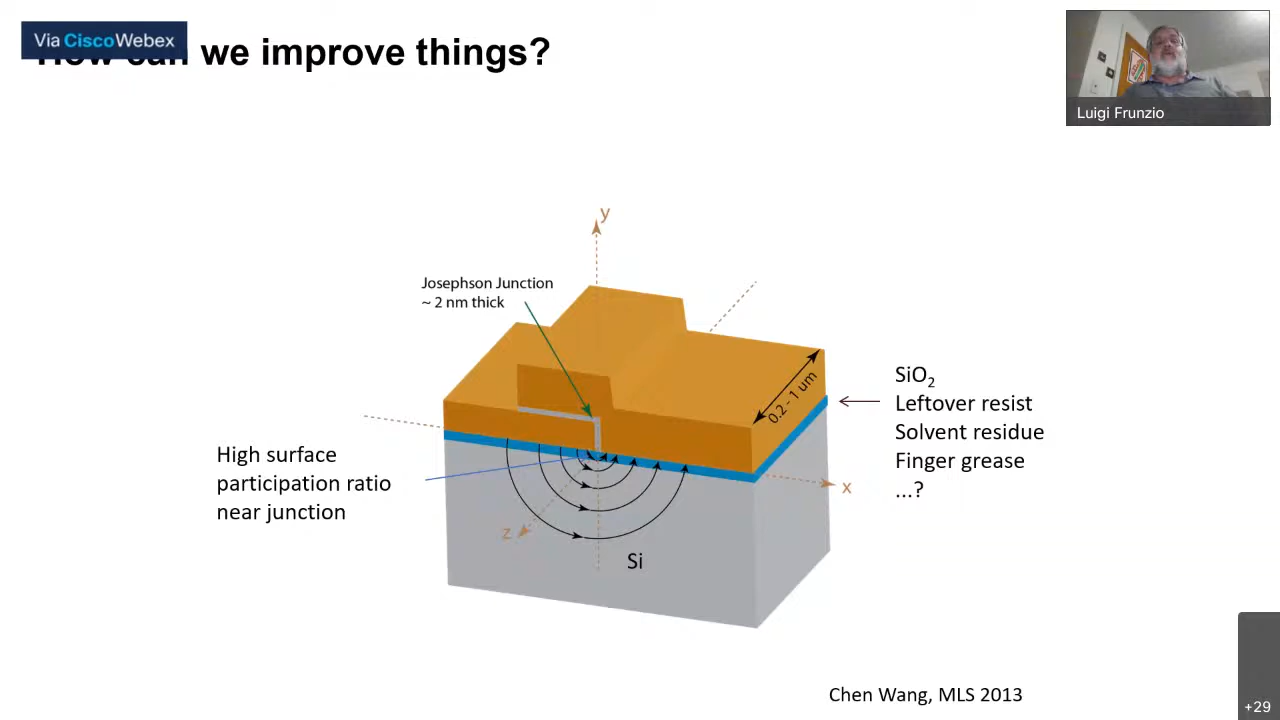 Via CiscoWebex
we improve things?
Luigi Frunzio
y
Josephson Junction
~ 2 nm thick
0.2 - 1 um
SiO2
Leftover resist
Solvent residue
Finger grease
...?
High surface
participation ratio
near junction
x
z
Si
Chen Wang, MLS 2013
+29